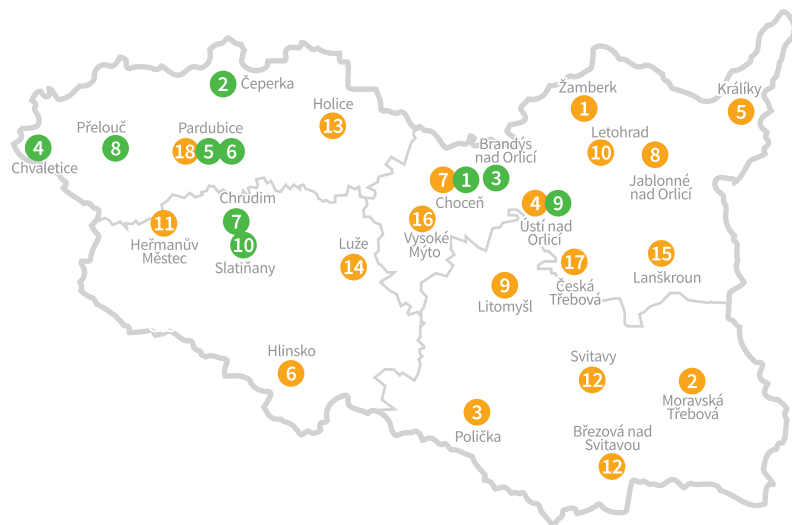 2
Čeperka
Žamberk
1
Králíky
5
Holice
13
Přelouč
8
Pardubice
18 5 6
4
Chvaletice
Letohrad
10
8
Jablonné
nad Orlicí
Brandýs
nad Orlicí
3
7 1
Choceň
4 9
Ústí nad
Orlicí
16
Vysoké
Mýto
11
Heřmanův
Městec
Chrudim
7
10
Slatiňany
Luže
14
17
Česká
Třebová
15
Lanškroun
9
Litomyšl
Hlinsko
6
Svitavy
12
2
Moravská
Třebová
3
Polička
Březová nad
Svitavou
12